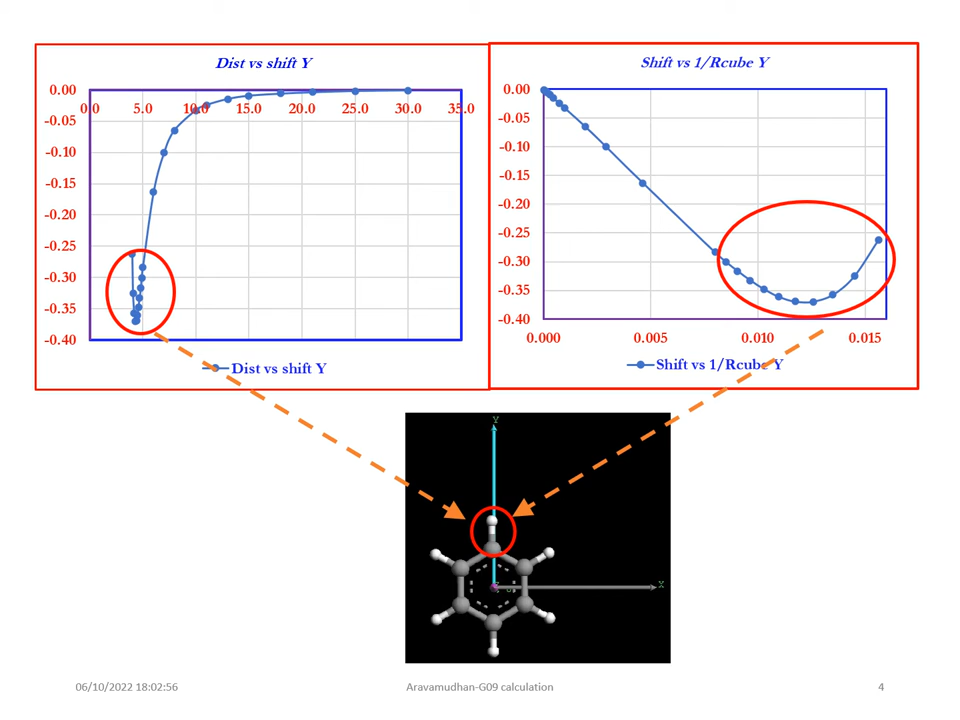 Dist vs shift Y
0.00
0.0 5.0 10.0 15.0 20.0 25.0 30.0 35.0
-0.05
-0.10
-0.15
-0.20
-0.25
-0.30
-0.35
-0.40
Dist vs shift Y
Shift vs 1/Rcube Y
0.00
-0.05
-0.10
-0.15
-0.20
-0.25
-0.30
-0.35
-0.40
0.000 0.005 0.010 0.015
Shift vs 1/Rcube Y
Y
X
06/10/2022 18:02:56 Aravamudhan-G09 calculation 4